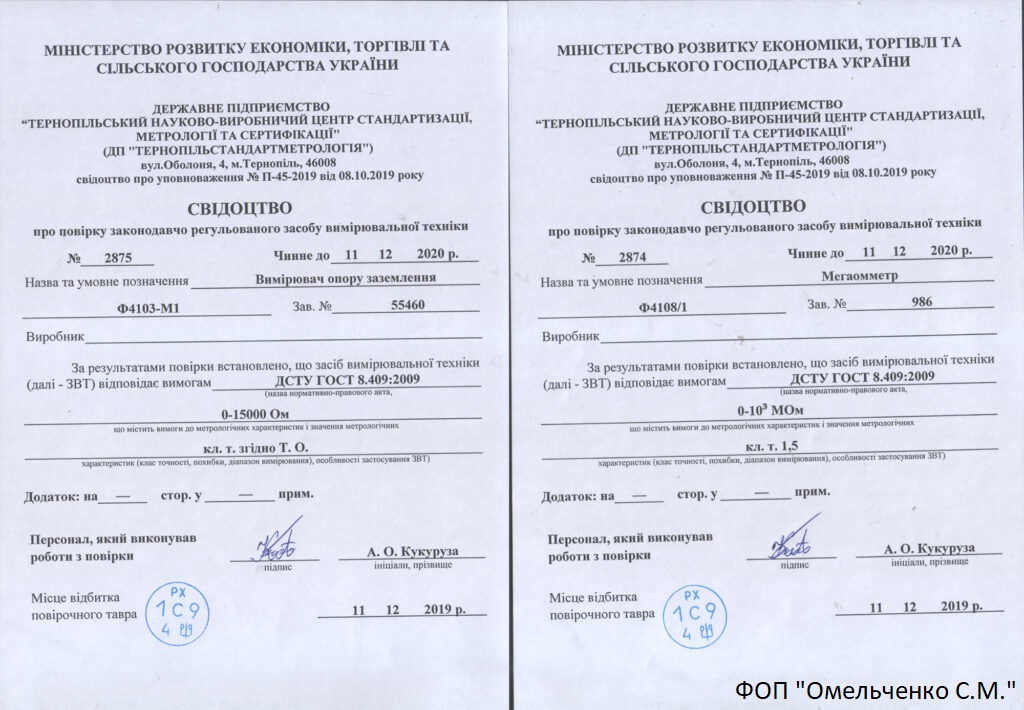 МІНІСТЕРСТВО РОЗВИТКУ ЕКОНОМІКИ, ТОРГІВЛІ ТА
СІЛЬСЬКОГО ГОСПОДАРСТВА УКРАЇНИ
ДЕРЖАВНЕ ПІДПРИЄМСТВО
“ТЕРНОПІЛЬСЬКИЙ НАУКОВО-ВИРОБНИЧИЙ ЦЕНТР СТАНДАРТИЗАЦІЇ,
МЕТРОЛОГІЇ ТА СЕРТИФІКАЦІЇ"
(ДП "ТЕРНОПІЛЬСТАНДАРТМЕТРОЛОГІЯ")
вул.Оболоня, 4, м.Тернопіль, 46008
свідоцтво про уповноваження № П-45-2019 від 08.10.2019 року
СВІДОЦТВО
про повірку законодавчо регульованого засобу вимірювальної техніки
№ 2875 Чинне до 11 12 2020 р.
Назва та умовне позначення Вимірювач опору заземлення
Ф4103-М1 Зав. № 55460
Виробник
За результатами повірки встановлено, що засіб вимірювальної техніки
(далі - ЗВТ) відповідає вимогам ДСТУ ГОСТ 8.409:2009
(назва нормативно-правового акта,
0-15000 Ом
що містить вимоги до метрологічних характеристик і значення метрологічних
кл. т. згідно Т. О.
характеристик (клас точності, похибки, діапазон вимірювання), особливості застосування ЗВТ)
Додаток: на — стор. у — прим.
Персонал, який виконував
роботи з повірки А. О. Кукуруза
підпис ініціали, прізвище
Місце відбитка
повірочного тавра 11 12 2019 р.
РХ
1С9
4
МІНІСТЕРСТВО РОЗВИТКУ ЕКОНОМІКИ, ТОРГІВЛІ ТА
СІЛЬСЬКОГО ГОСПОДАРСТВА УКРАЇНИ
ДЕРЖАВНЕ ПІДПРИЄМСТВО
“ТЕРНОПІЛЬСЬКИЙ НАУКОВО-ВИРОБНИЧИЙ ЦЕНТР СТАНДАРТИЗАЦІЇ,
МЕТРОЛОГІЇ ТА СЕРТИФІКАЦІЇ"
(ДП "ТЕРНОПІЛЬСТАНДАРТМЕТРОЛОГІЯ")
вул.Оболоня, 4, м.Тернопіль, 46008
свідоцтво про уповноваження № П-45-2019 від 08.10.2019 року
СВІДОЦТВО
про повірку законодавчо регульованого засобу вимірювальної техніки
№ 2874 Чинне до 11 12 2020 р.
Назва та умовне позначення Мегаомметр
Ф4108/1 Зав. № 986
Виробник
За результатами повірки встановлено, що засіб вимірювальної техніки
(далі - ЗВТ) відповідає вимогам ДСТУ ГОСТ 8.409:2009
(назва нормативно-правового акта,
0-10³ МОм
що містить вимоги до метрологічних характеристик і значення метрологічних
кл. т. 1,5
характеристик (клас точності, похибки, діапазон вимірювання), особливості застосування ЗВТ)
Додаток: на — стор. у — прим.
Персонал, який виконував
роботи з повірки А. О. Кукуруза
підпис ініціали, прізвище
Місце відбитка
повірочного тавра 11 12 2019 р.
РХ
1С9
4
ФОП "Омельченко С.М."